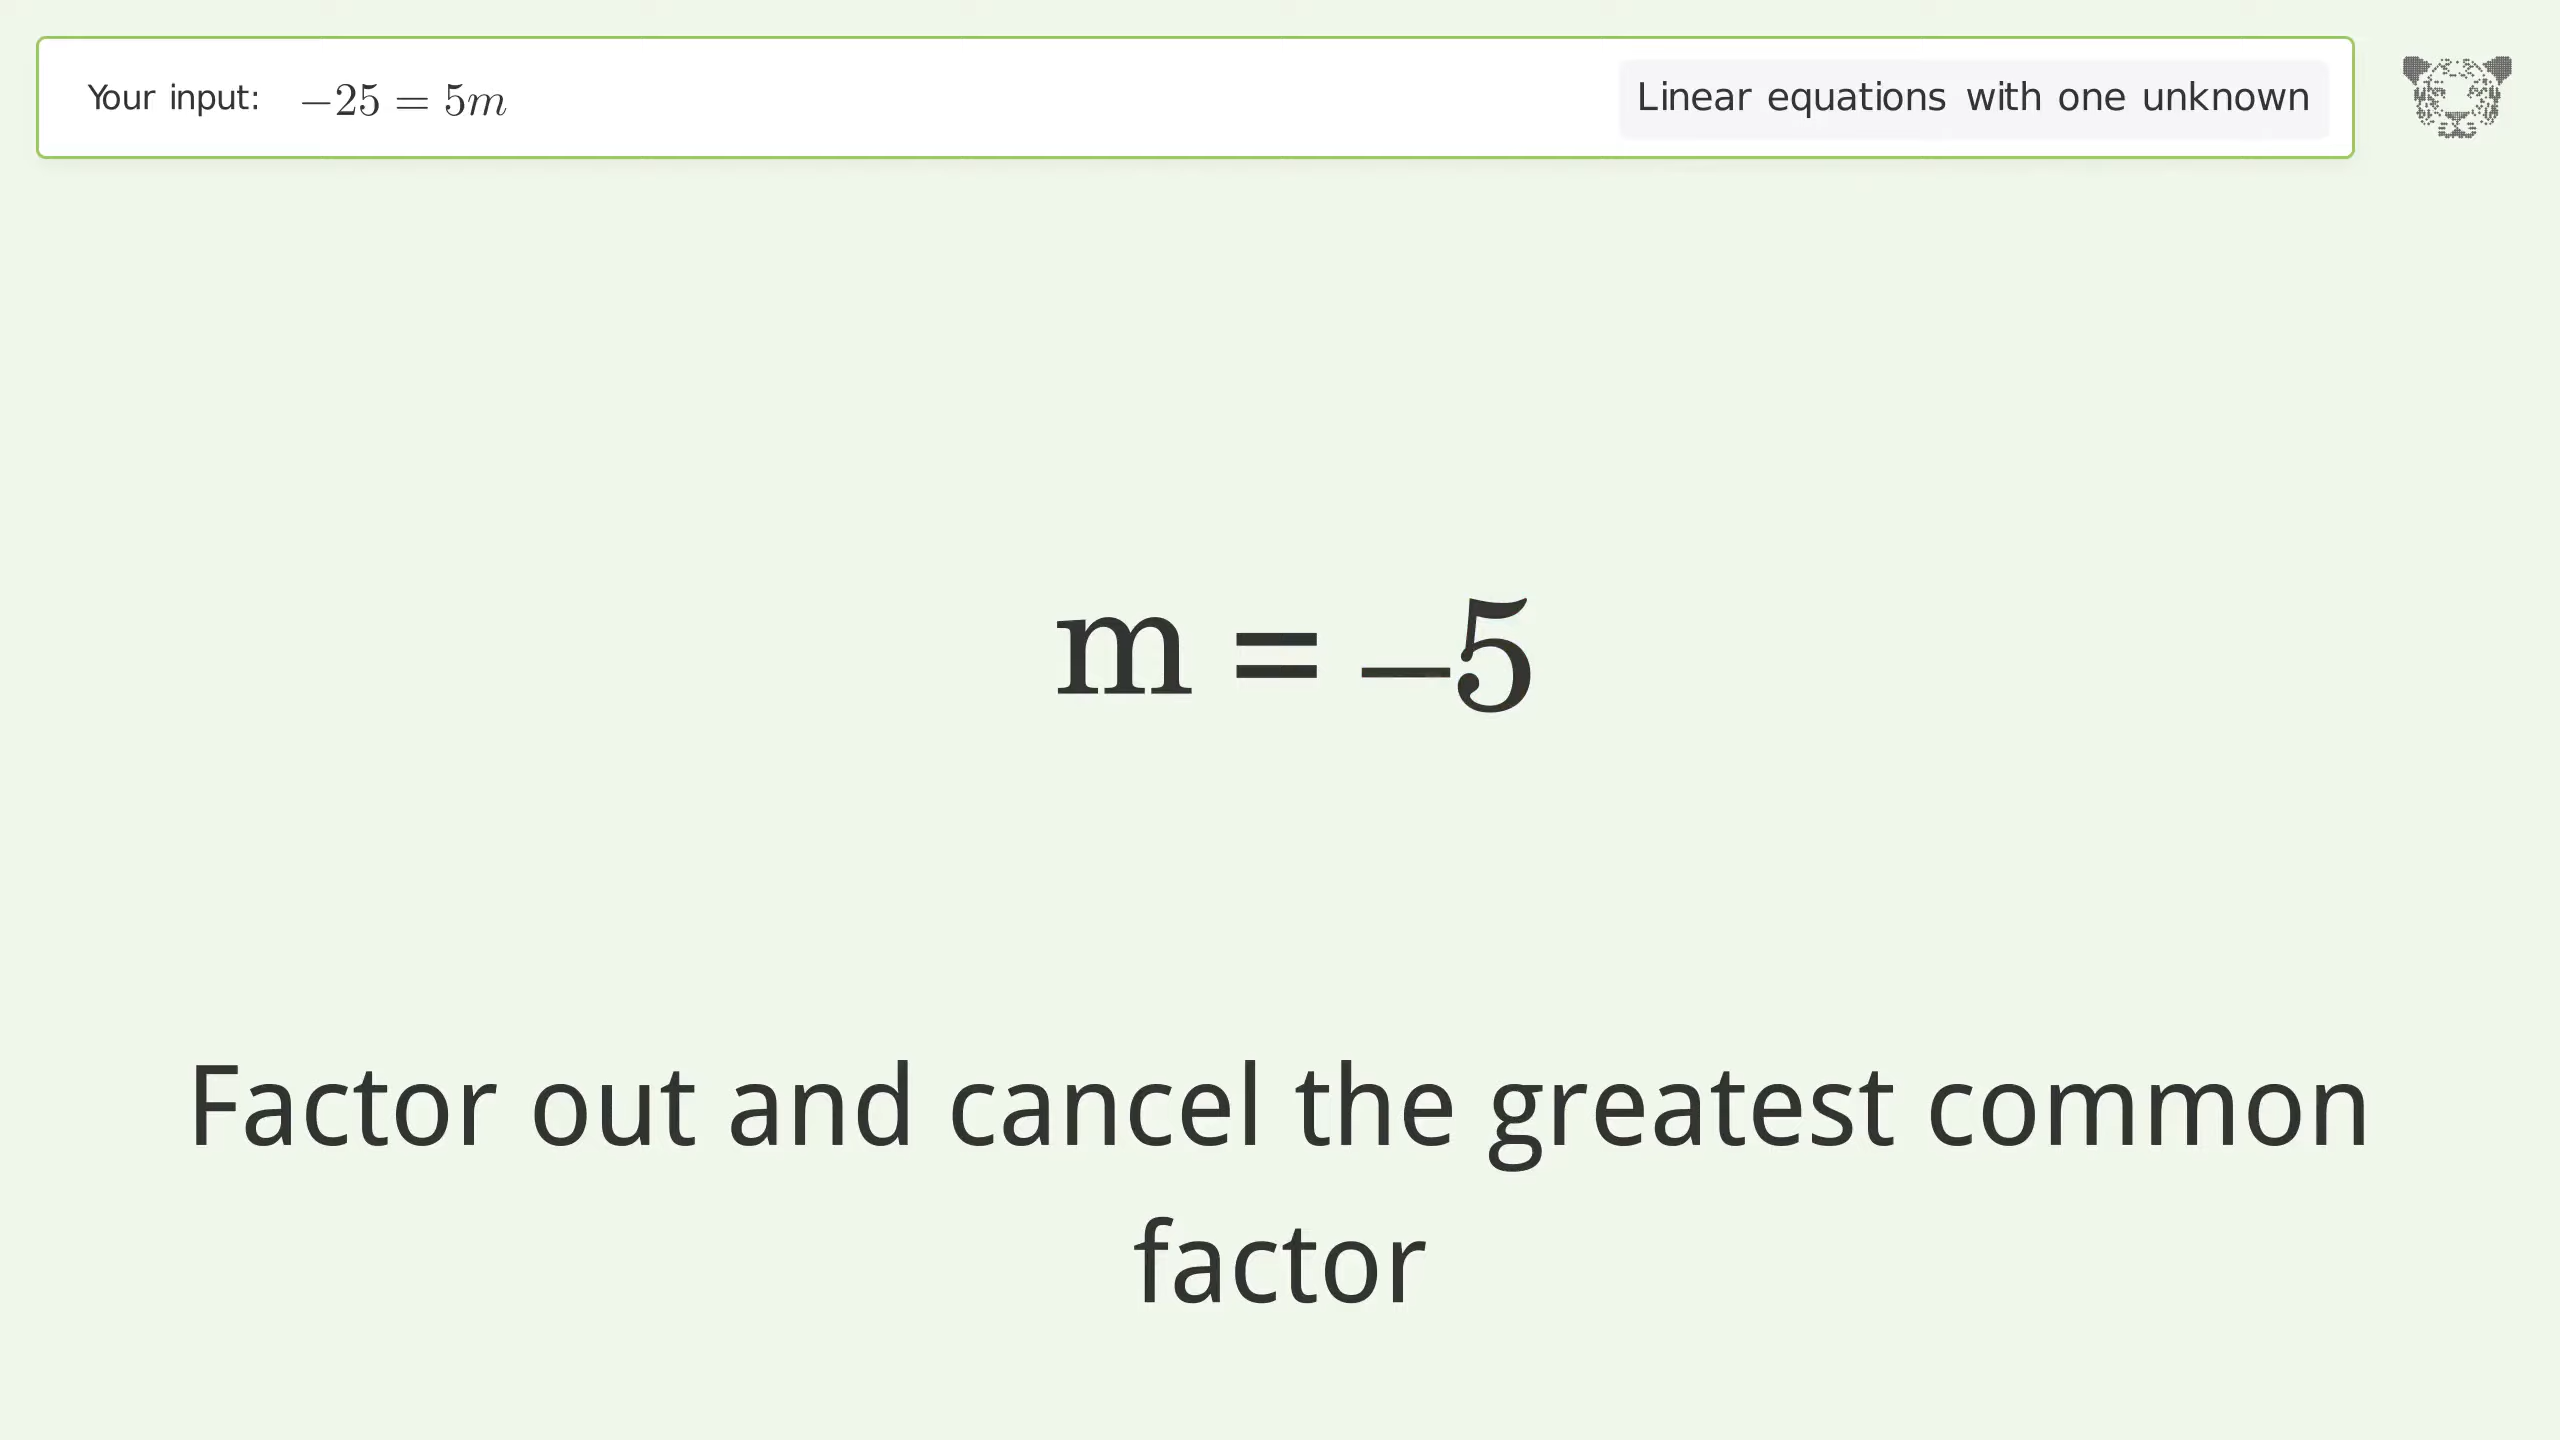 Your input: −25 = 5m
Linear equations with one unknown
m = −5
Factor out and cancel the greatest common
factor